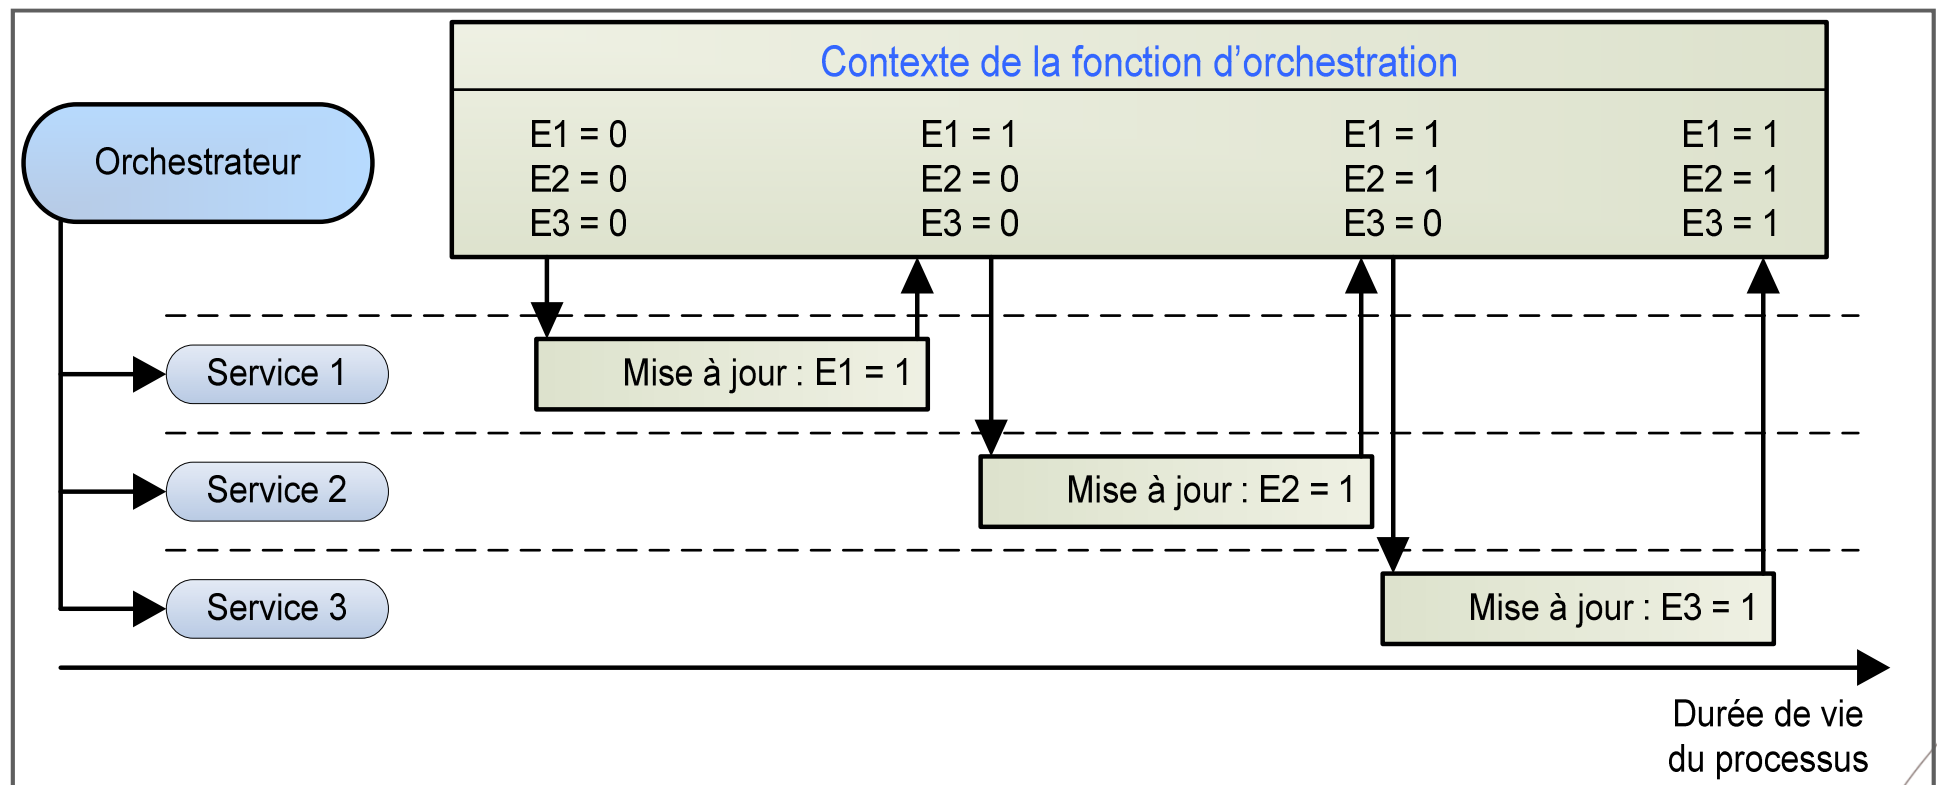 Contexte de la fonction d’orchestration
Orchestrateur
E1 = 0 E1 = 1 E1 = 1 E1 = 1
E2 = 0 E2 = 0 E2 = 1 E2 = 1
E3 = 0 E3 = 0 E3 = 0 E3 = 1
Service 1 Mise à jour : E1 = 1
Service 2 Mise à jour : E2 = 1
Service 3 Mise à jour : E3 = 1
Durée de vie
du processus